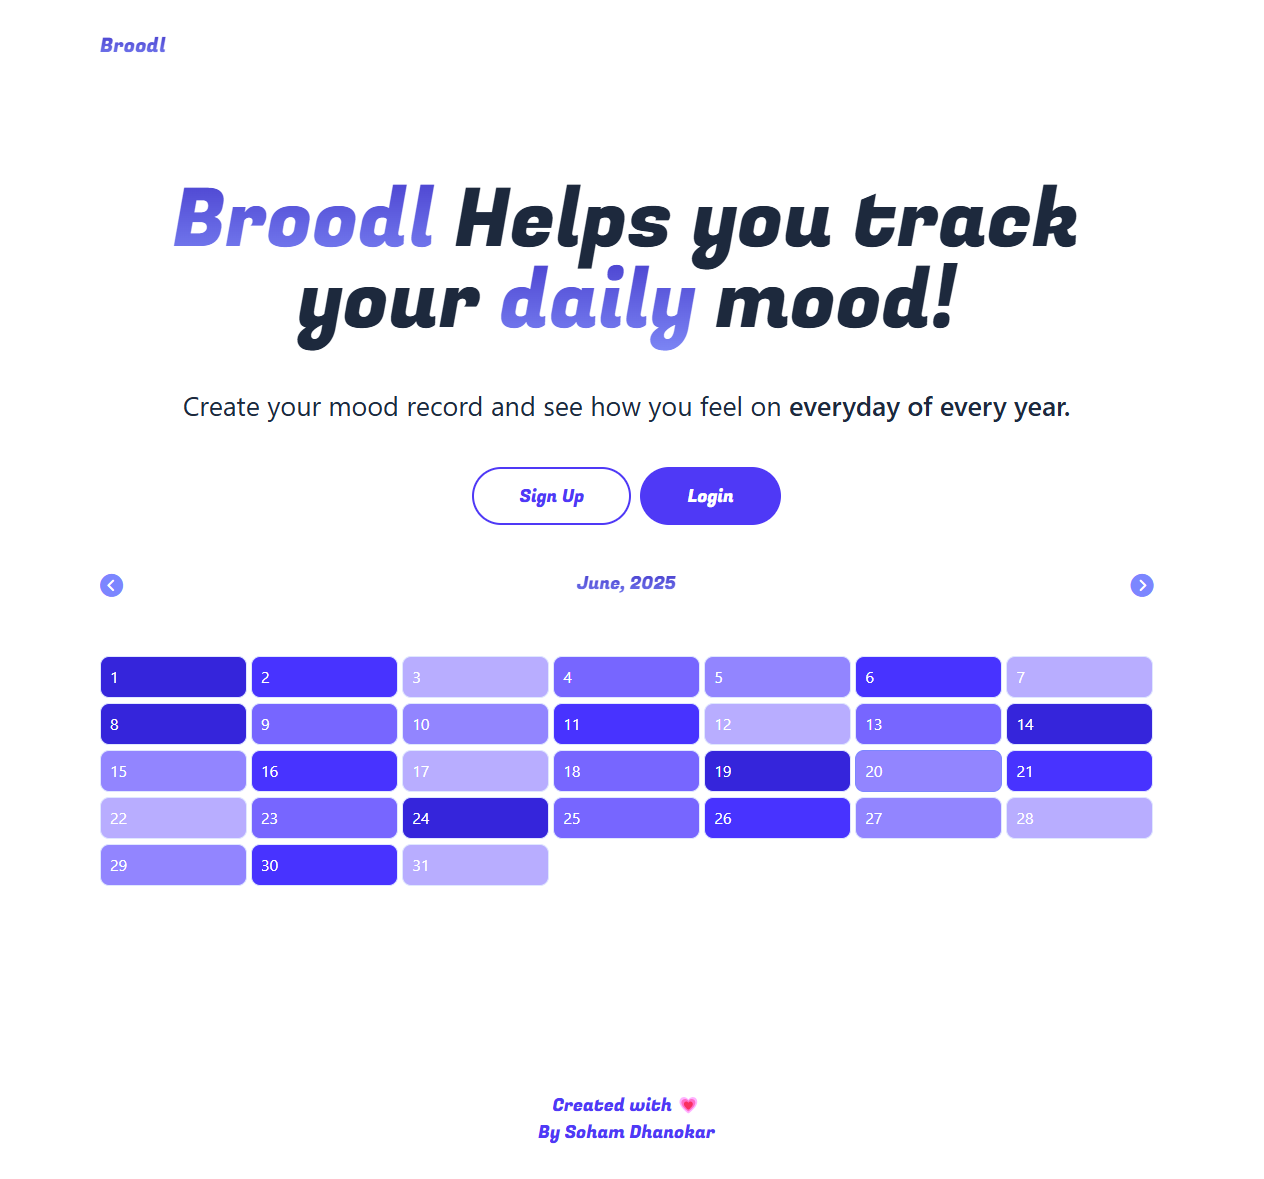 Broodl
Broodl Helps you track
your daily mood!
Create your mood record and see how you feel on everyday of every year.
Sign Up Login
June, 2025
1 2 3 4 5 6 7
8 9 10 11 12 13 14
15 16 17 18 19 20 21
22 23 24 25 26 27 28
29 30 31
Created with 💗
By Soham Dhanokar